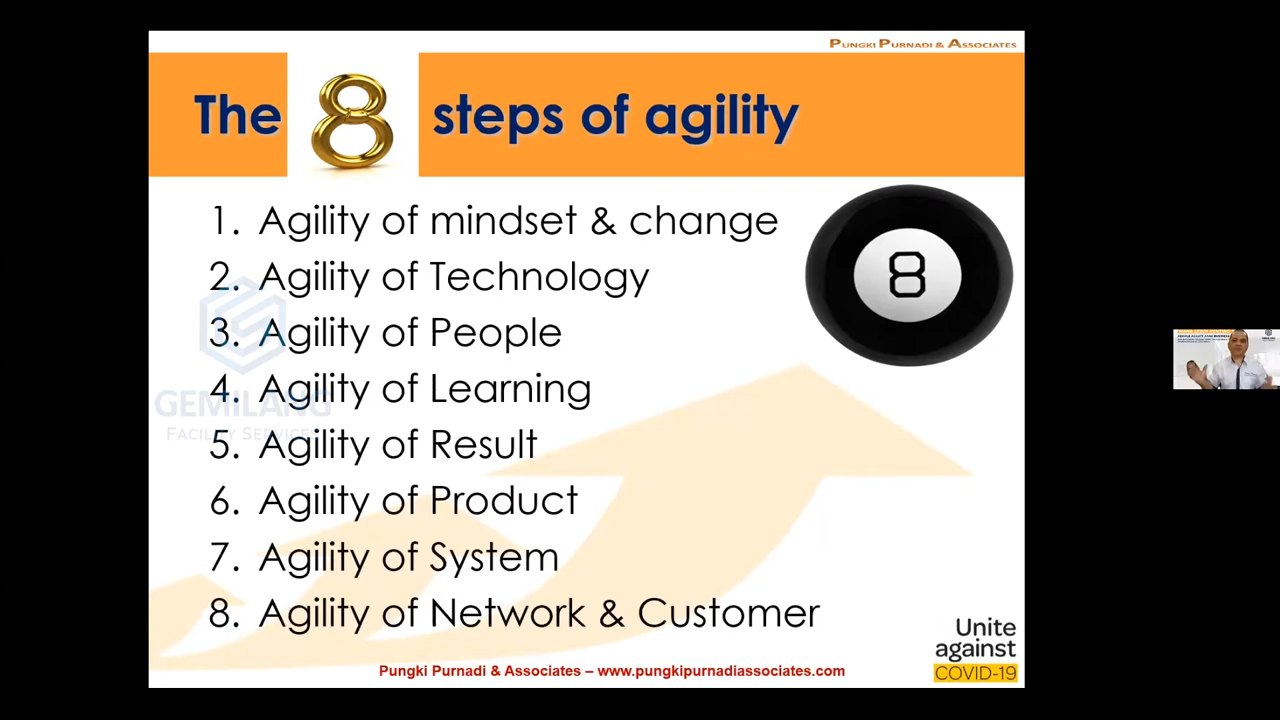 PUNGKI PURNADI & ASSOCIATES
The 8 steps of agility
1. Agility of mindset & change
8
2. Agility of Technology
3. Agility of People
4. Agility of Learning
GEMILANG
FACILITY SERVICES
5. Agility of Result
6. Agility of Product
7. Agility of System
8. Agility of Network & Customer
Unite
against
COVID-19
Pungki Purnadi & Associates – www.pungkipurnadiassociates.com